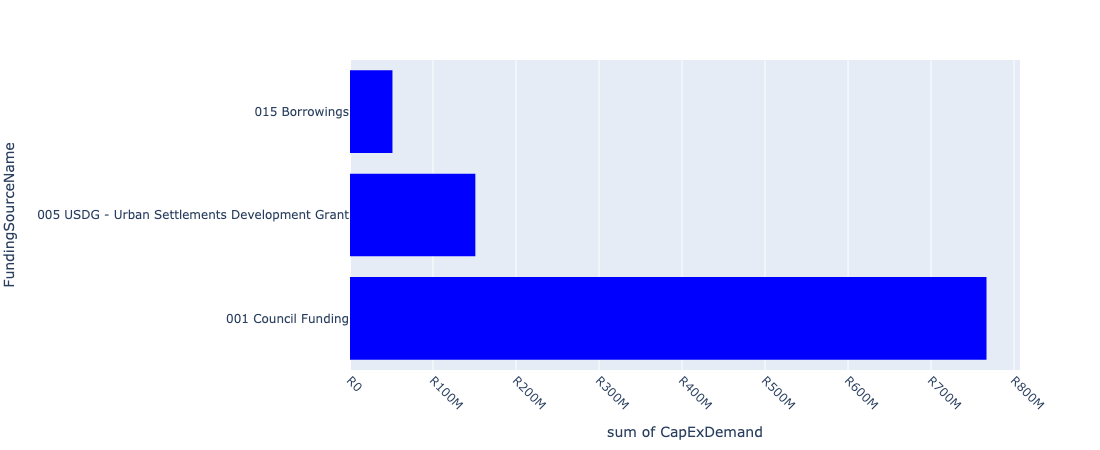 015 Borrowings
005 USDG - Urban Settlements Development Grant
001 Council Funding
FundingSourceName
R0
R100M
R200M
R300M
R400M
R500M
R600M
R700M
R800M
sum of CapExDemand